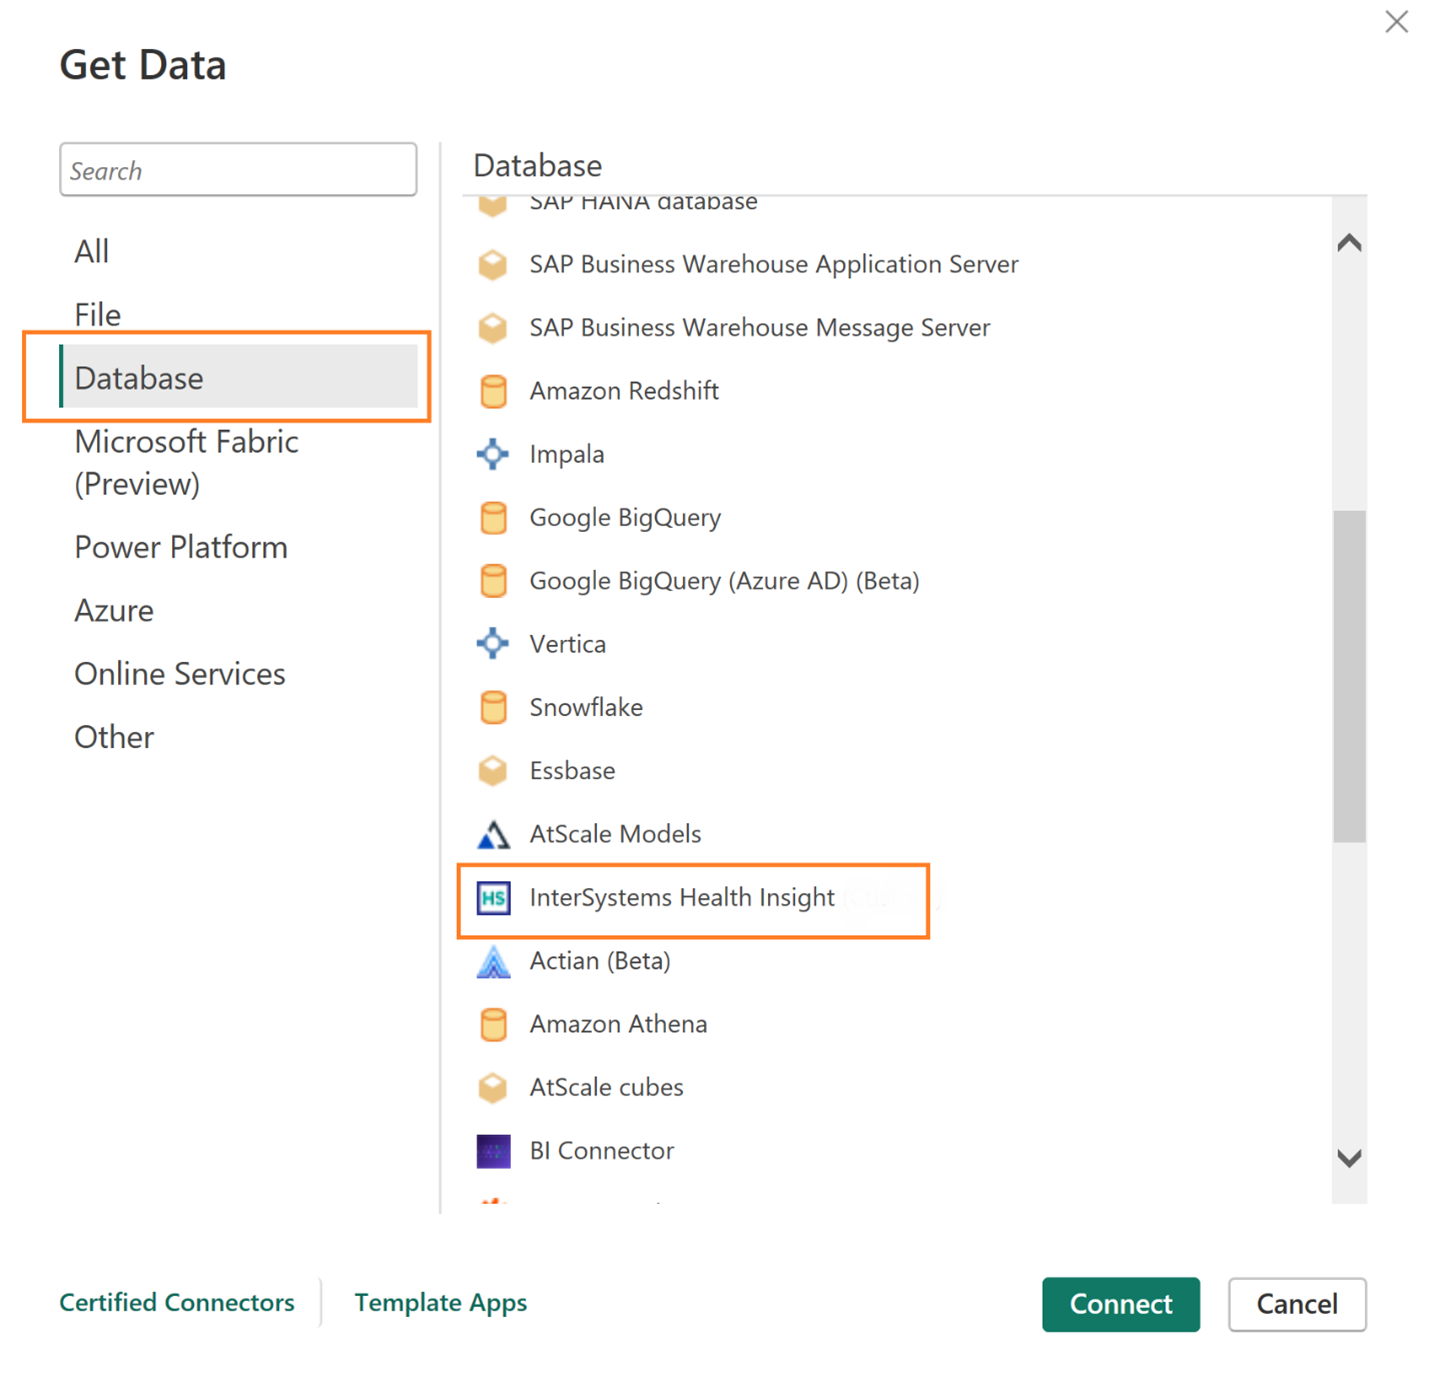 Get Data
Search
All
File
Database
Microsoft Fabric
(Preview)
Power Platform
Azure
Online Services
Other
Database
SAP HANA database
SAP Business Warehouse Application Server
SAP Business Warehouse Message Server
Amazon Redshift
Impala
Google BigQuery
Google BigQuery (Azure AD) (Beta)
Vertica
Snowflake
Essbase
AtScale Models
HS InterSystems Health Insight
Actian (Beta)
Amazon Athena
AtScale cubes
BI Connector
Certified Connectors
Template Apps
Connect
Cancel